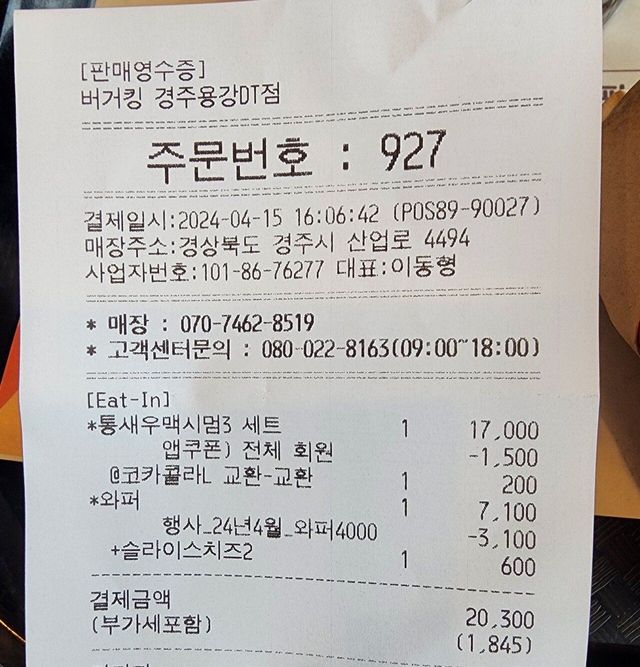 [판매영수증]
버거킹 경주용강DT점
주문번호 : 927
결제일시:2024-04-15 16:06:42 (POS89-90027)
매장주소:경상북도 경주시 산업로 4494
사업자번호:101-86-76277 대표:이동형
* 매장 : 070-7462-8519
* 고객센터문의 : 080-022-8163(09:00~18:00)
[Eat-In]
*통새우맥시멈3 세트 1 17,000
앱쿠폰) 전체 회원 -1,500
@코카콜라L 교환-교환 1 200
*와퍼 1 7,100
행사_24년4월_와퍼4000 -3,100
+슬라이스치즈2 1 600
결제금액 20,300
(부가세포함) (1,845)